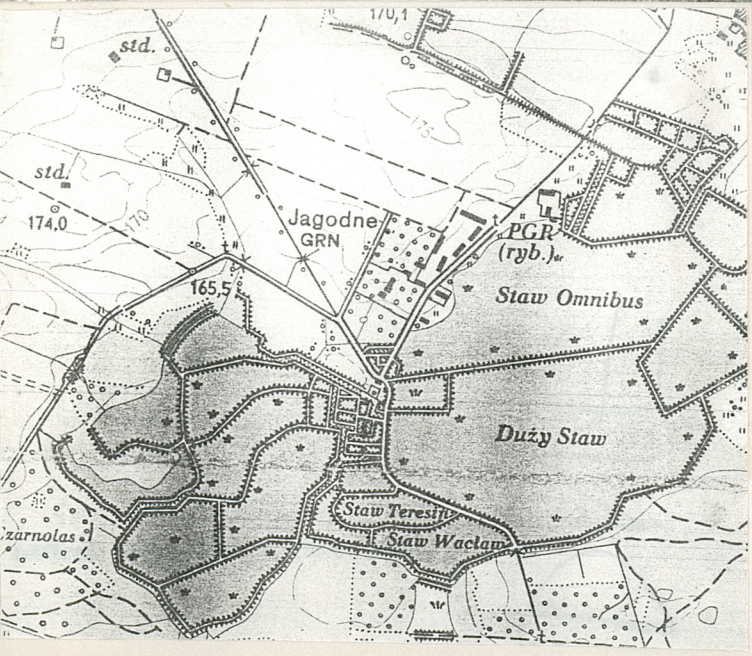 170,1
std.
175
std.
174,0
170
Jagodne
GRN
PGR
(ryb.)
165,5
Staw Omnibus
Duży Staw
Staw Teresin
Staw Wacław
Czarnolas